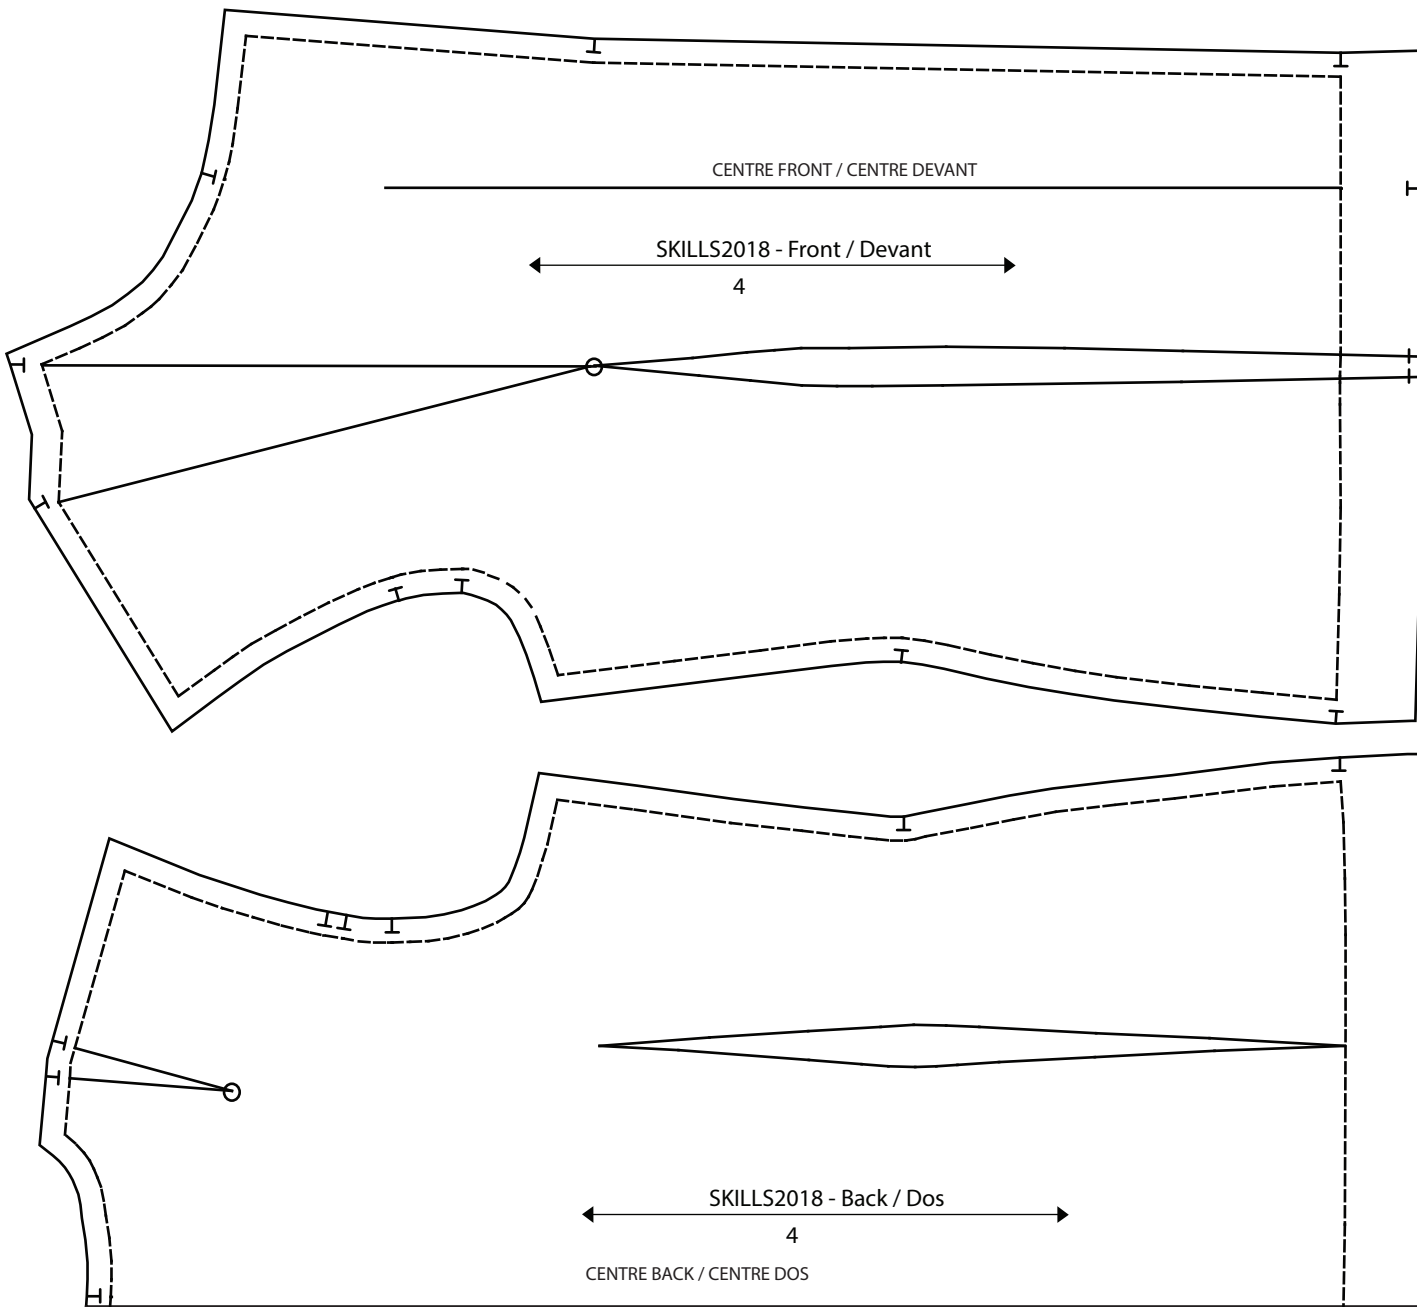 CENTRE FRONT / CENTRE DEVANT
SKILLS2018 - Front / Devant
4
SKILLS2018 - Back / Dos
4
CENTRE BACK / CENTRE DOS